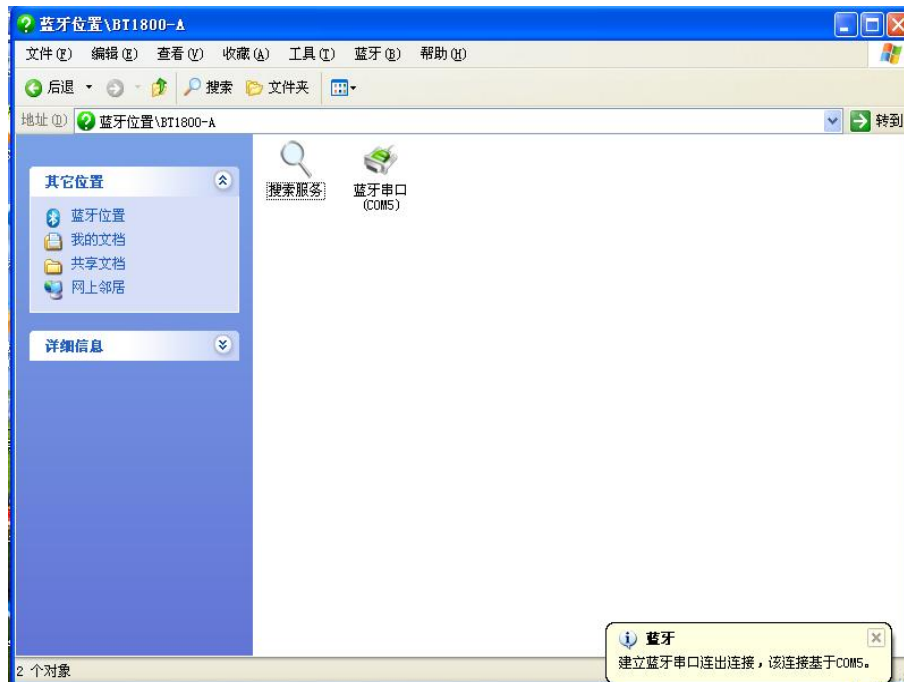 蓝牙位置\BT1800-A
文件(F) 编辑(E) 查看(V) 收藏(A) 工具(T) 蓝牙(B) 帮助(H)
后退 搜索 文件夹
地址(D) 蓝牙位置\BT1800-A 转到
其它位置
蓝牙位置
我的文档
共享文档
网上邻居
详细信息
搜索服务
蓝牙串口
(COM5)
蓝牙
建立蓝牙串口连出连接，该连接基于COM5。
2 个对象